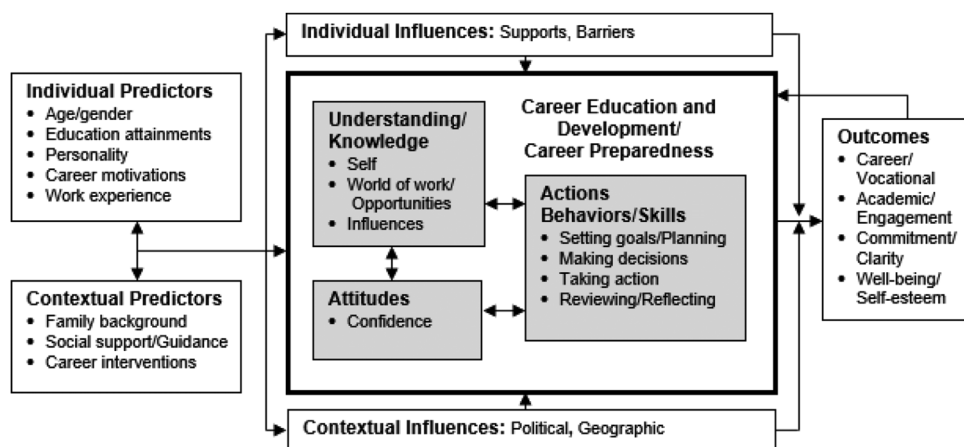 Individual Influences: Supports, Barriers
Individual Predictors
• Age/gender
• Education attainments
• Personality
• Career motivations
• Work experience
Contextual Predictors
• Family background
• Social support/Guidance
• Career interventions
Understanding/
Knowledge
• Self
• World of work/
Opportunities
• Influences
Attitudes
• Confidence
Career Education and
Development/
Career Preparedness
Actions
Behaviors/Skills
• Setting goals/Planning
• Making decisions
• Taking action
• Reviewing/Reflecting
Outcomes
• Career/
Vocational
• Academic/
Engagement
• Commitment/
Clarity
• Well-being/
Self-esteem
Contextual Influences: Political, Geographic